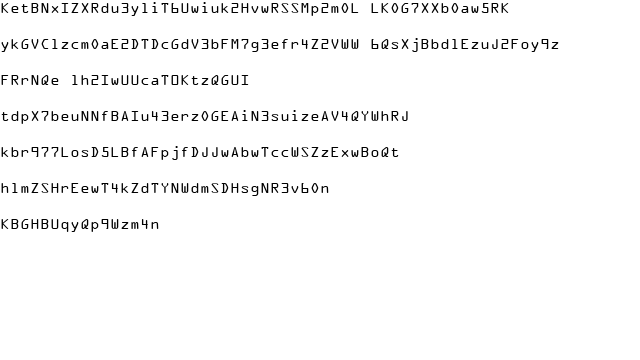 KetBNxIZXRdu3yliT6Uwiuk2HvwRSSMp2m0L LK0G7XXb0aw5RK
ykGVClzcm0aE2DTDcGdV3bFM7g3efr4Z2VWW 6QsXjBbdlEzuJ2Foy9z
FRrNQe lh2IwUUcaTOKtzQGUI
tdpX7beuNNfBAIu43erz0GEAiN3suizeAV4QYWhRJ
kbr977LosD5LBfAFpjfDJJwAbwTccWSZzExwBoQt
hlmZSHrEewT4kZdTYNWdmSDHsgNR3v60n
KBGHBUqyQp9Wzm4n